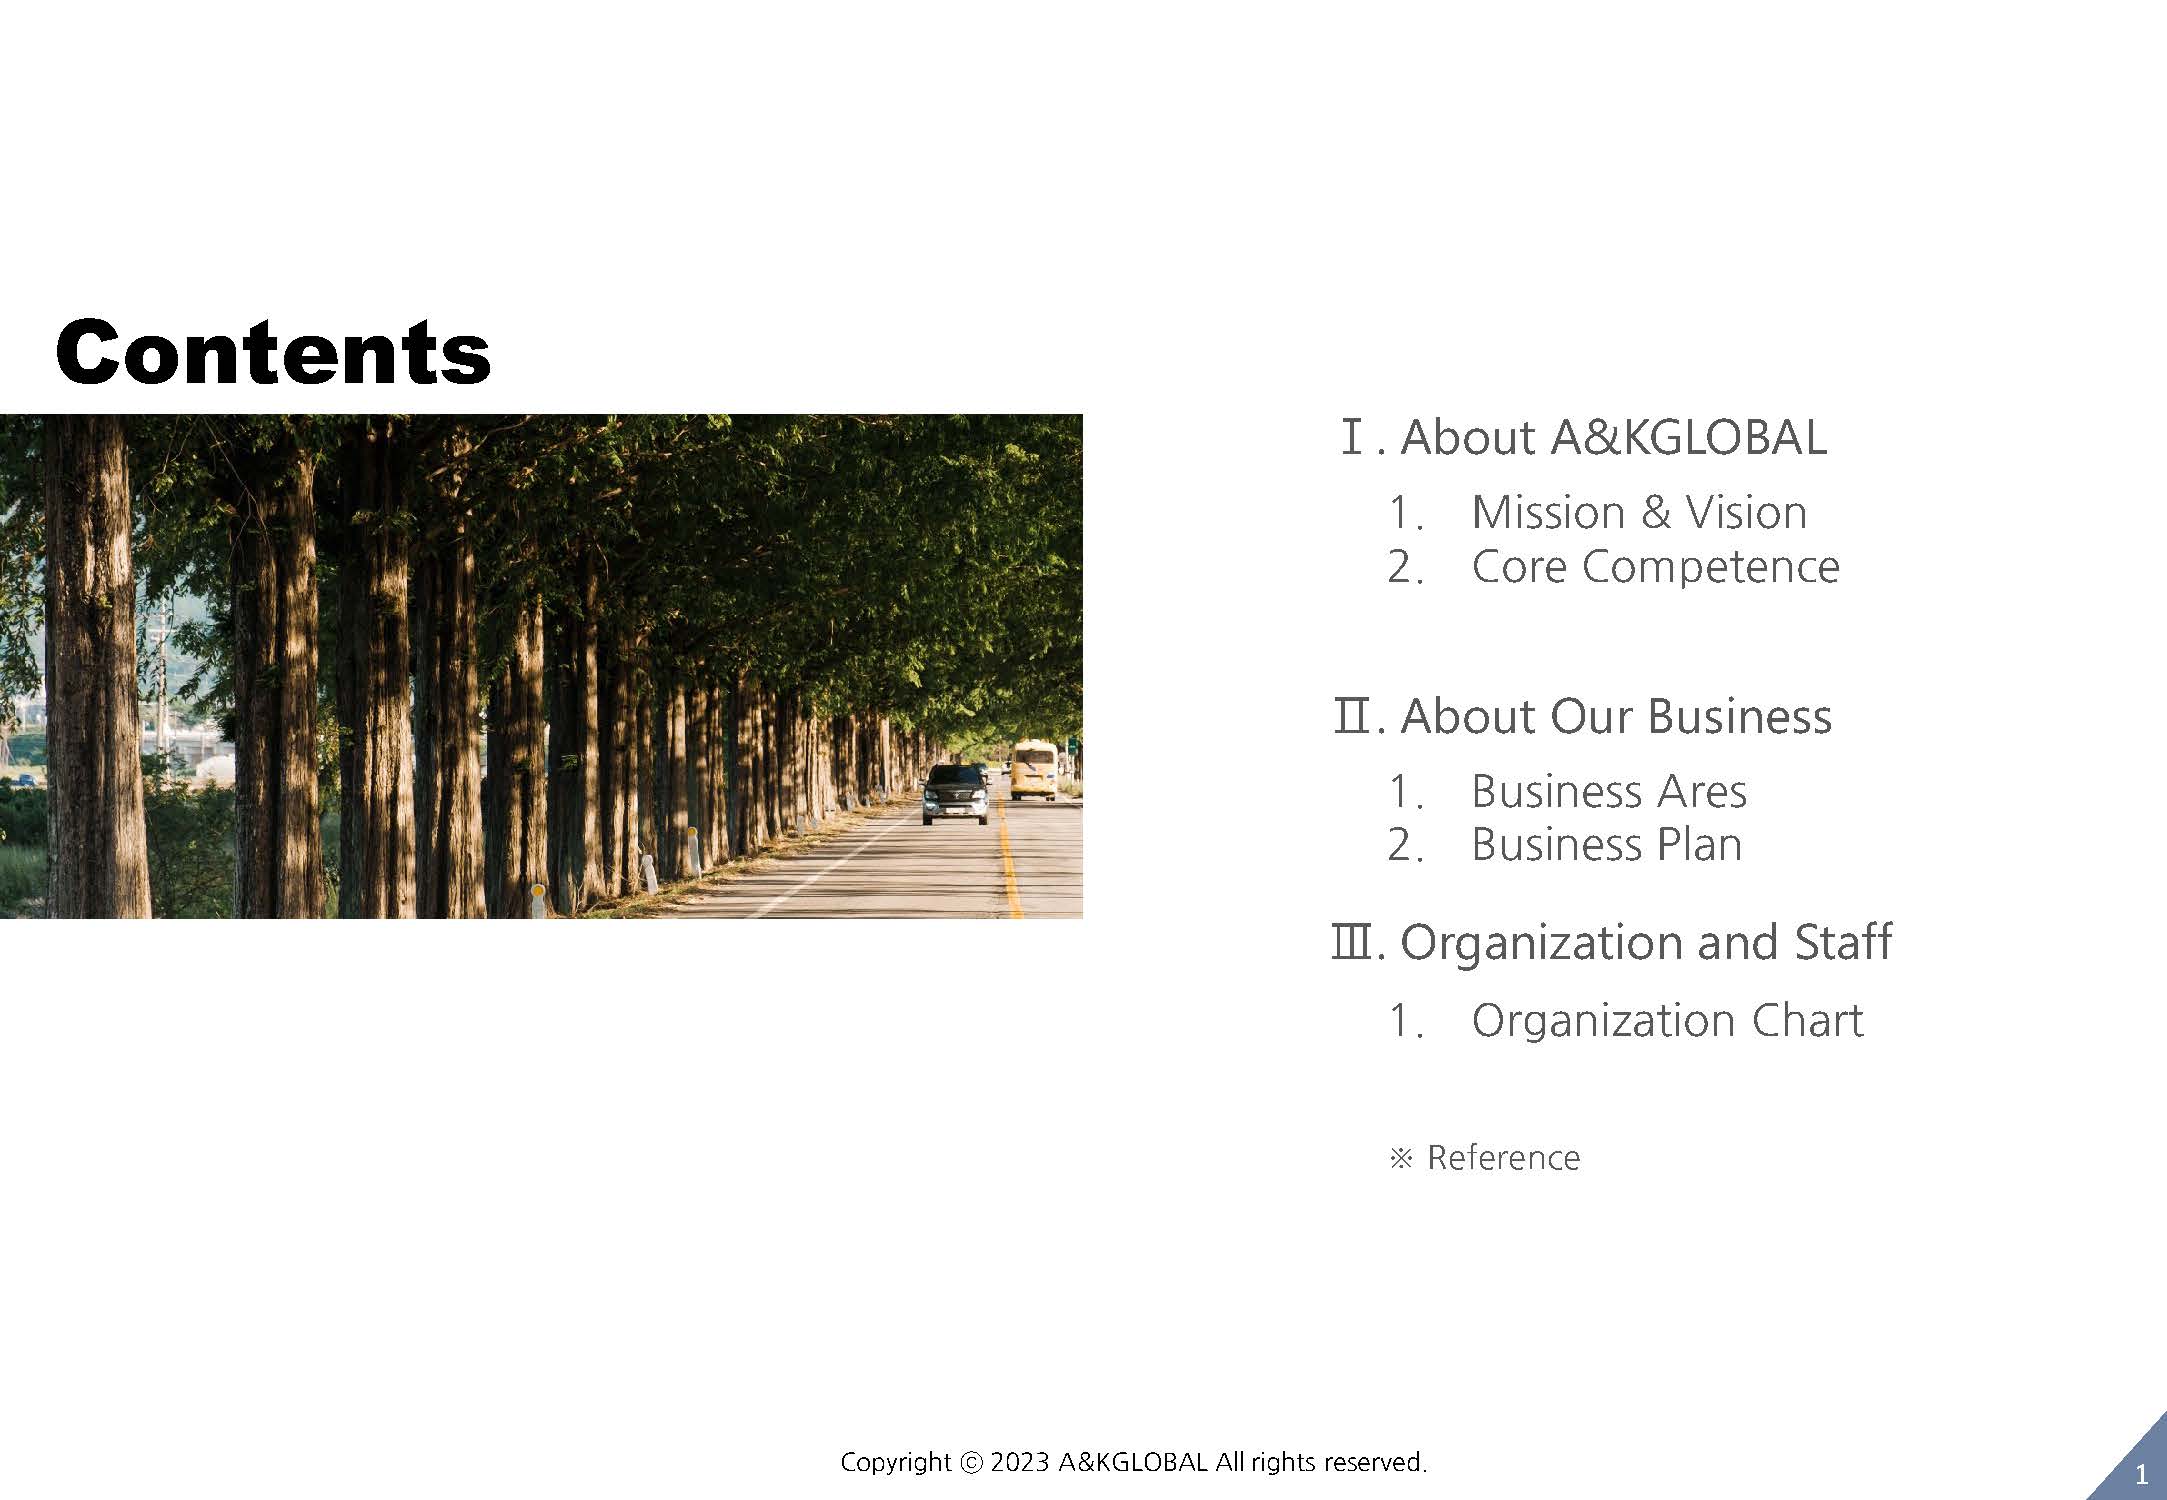 Contents
Ⅰ. About A&KGLOBAL
1. Mission & Vision
2. Core Competence
Ⅱ. About Our Business
1. Business Ares
2. Business Plan
Ⅲ. Organization and Staff
1. Organization Chart
※ Reference
Copyright ⓒ 2023 A&KGLOBAL All rights reserved.
1